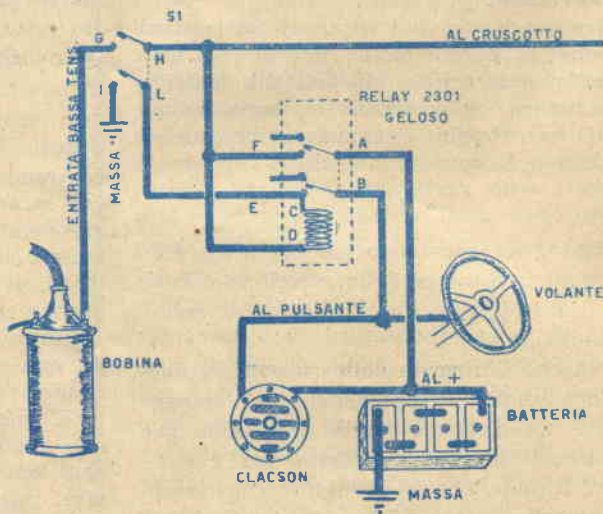 S1
G
AL CRUSCOTTO
H
I
L
ENTRATA BASSA TENS.
MASSA
RELAY 2301
GELOSO
F
A
B
E
C
D
VOLANTE
AL PULSANTE
BOBINA
AL +
BATTERIA
CLACSON
MASSA